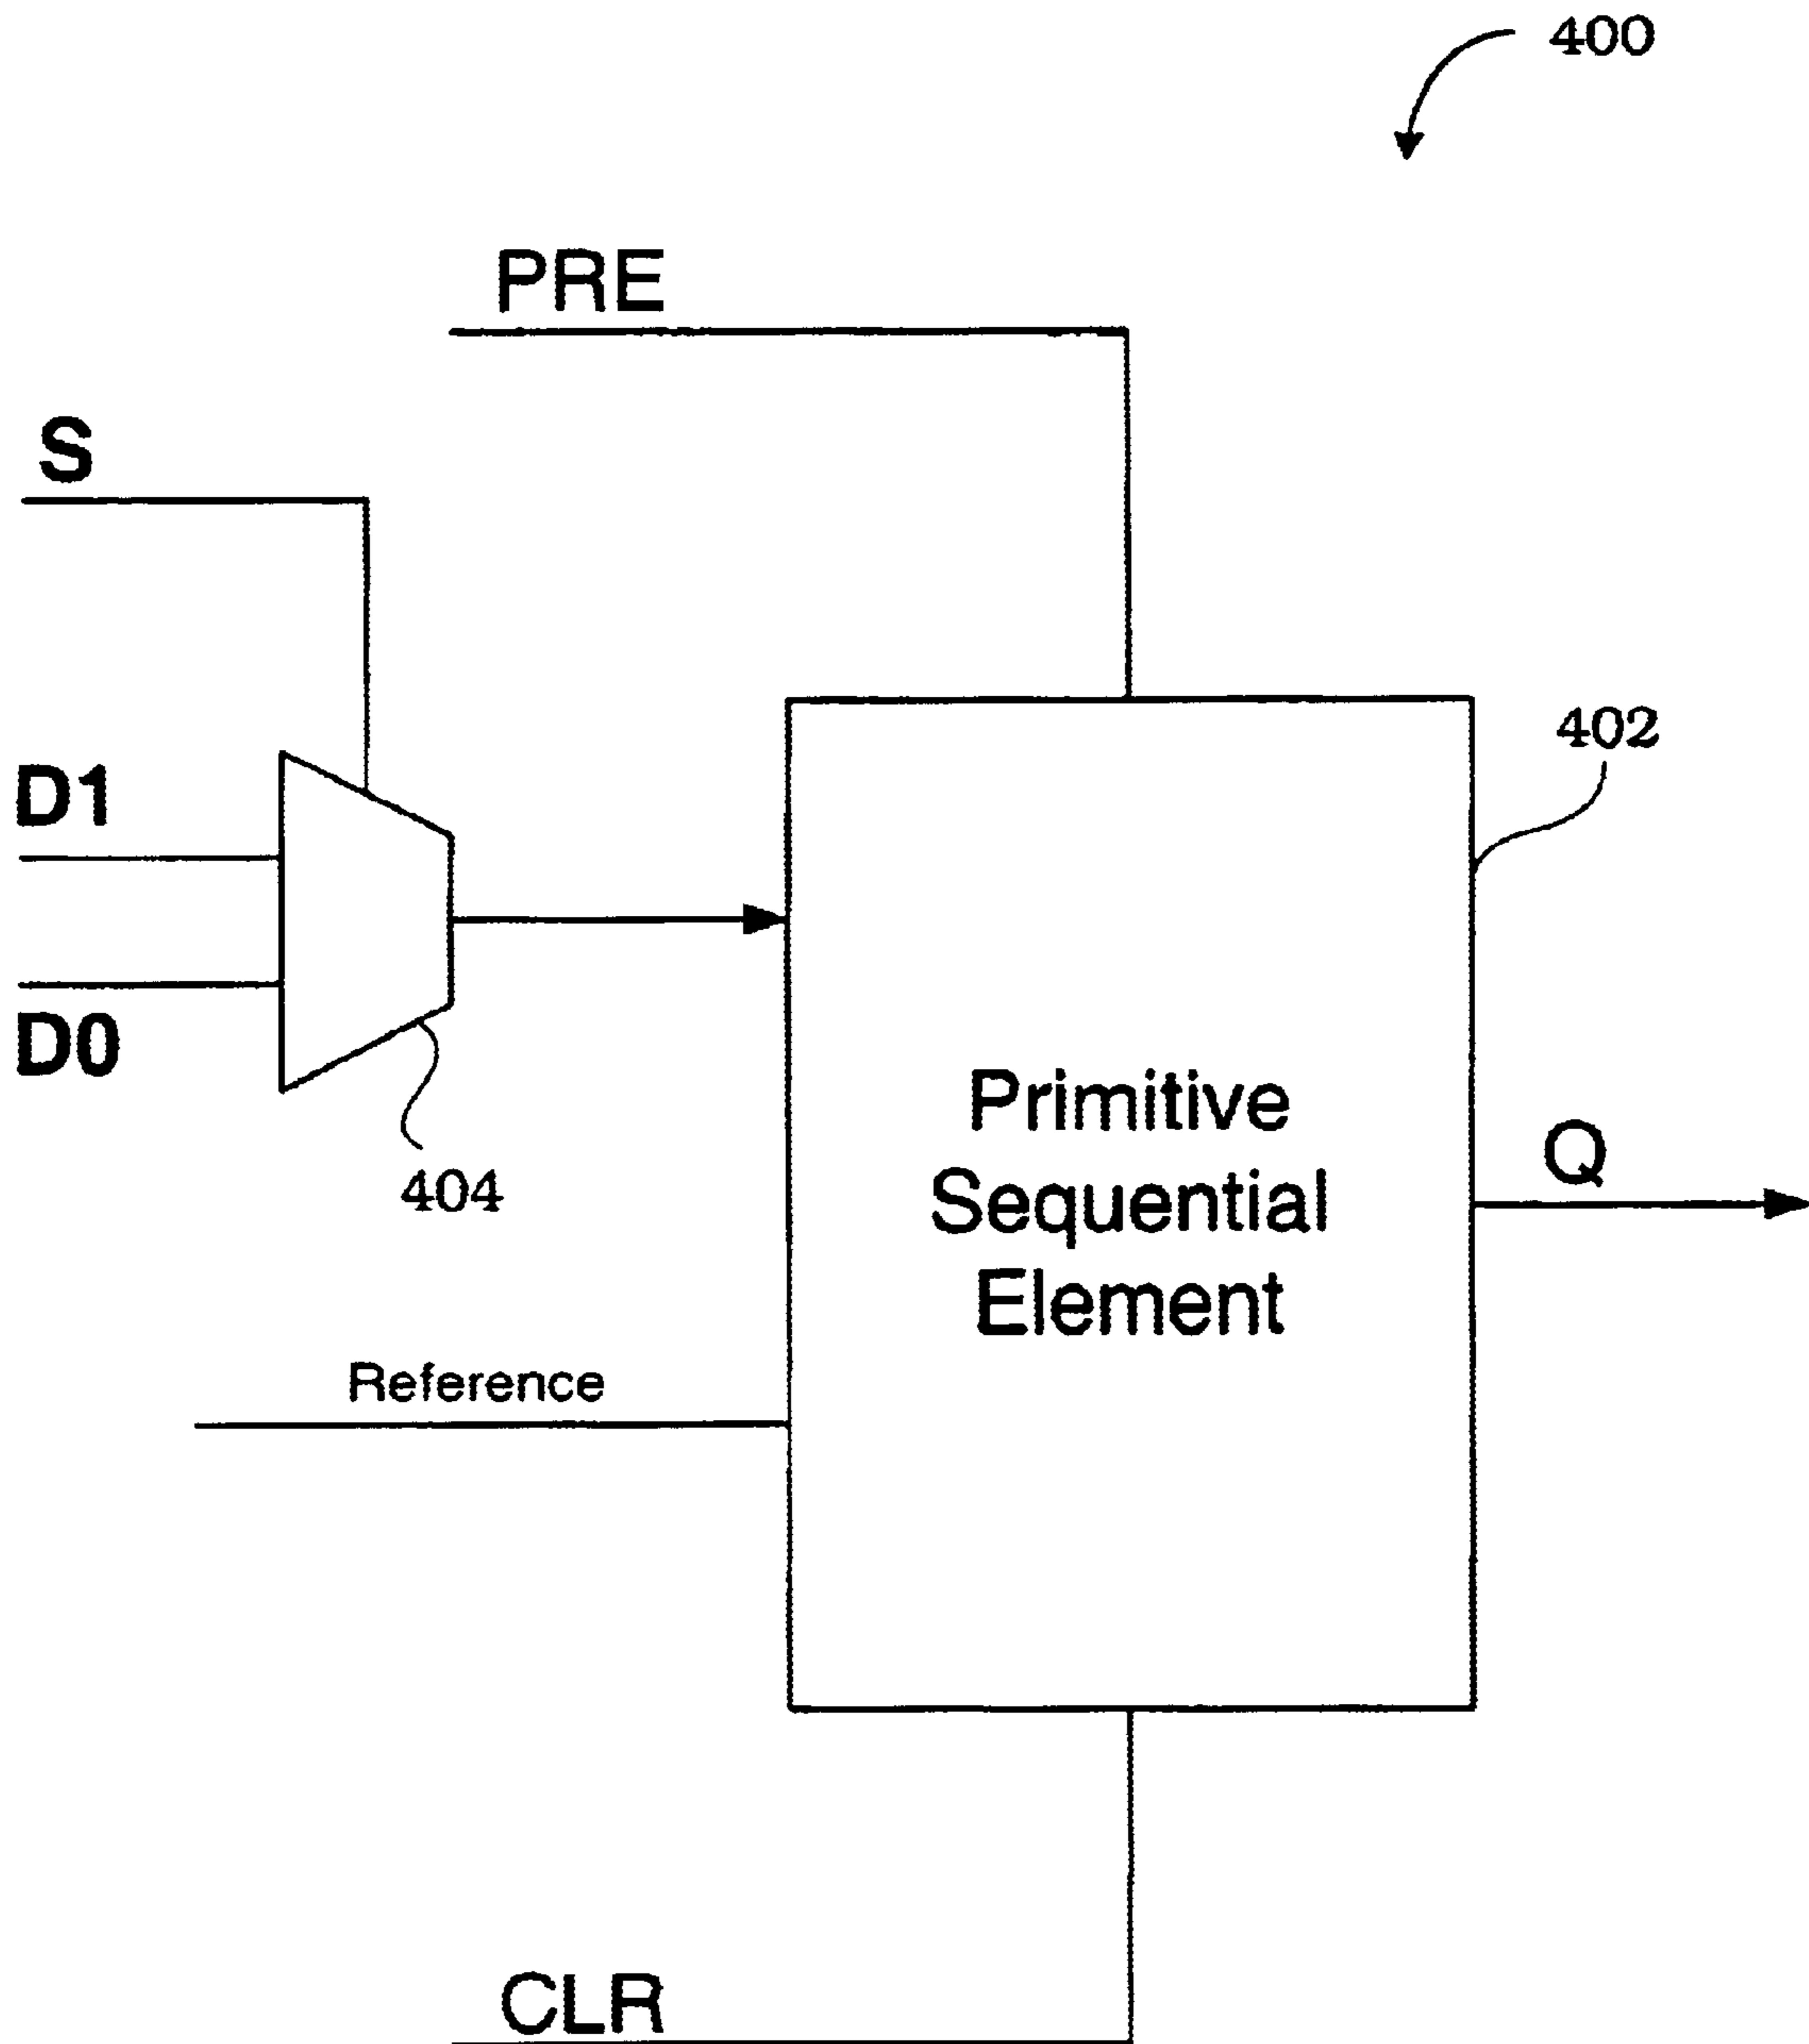 400
PRE
S
D1
402
D0
Primitive
Sequential
Element
Q
404
Reference
CLR